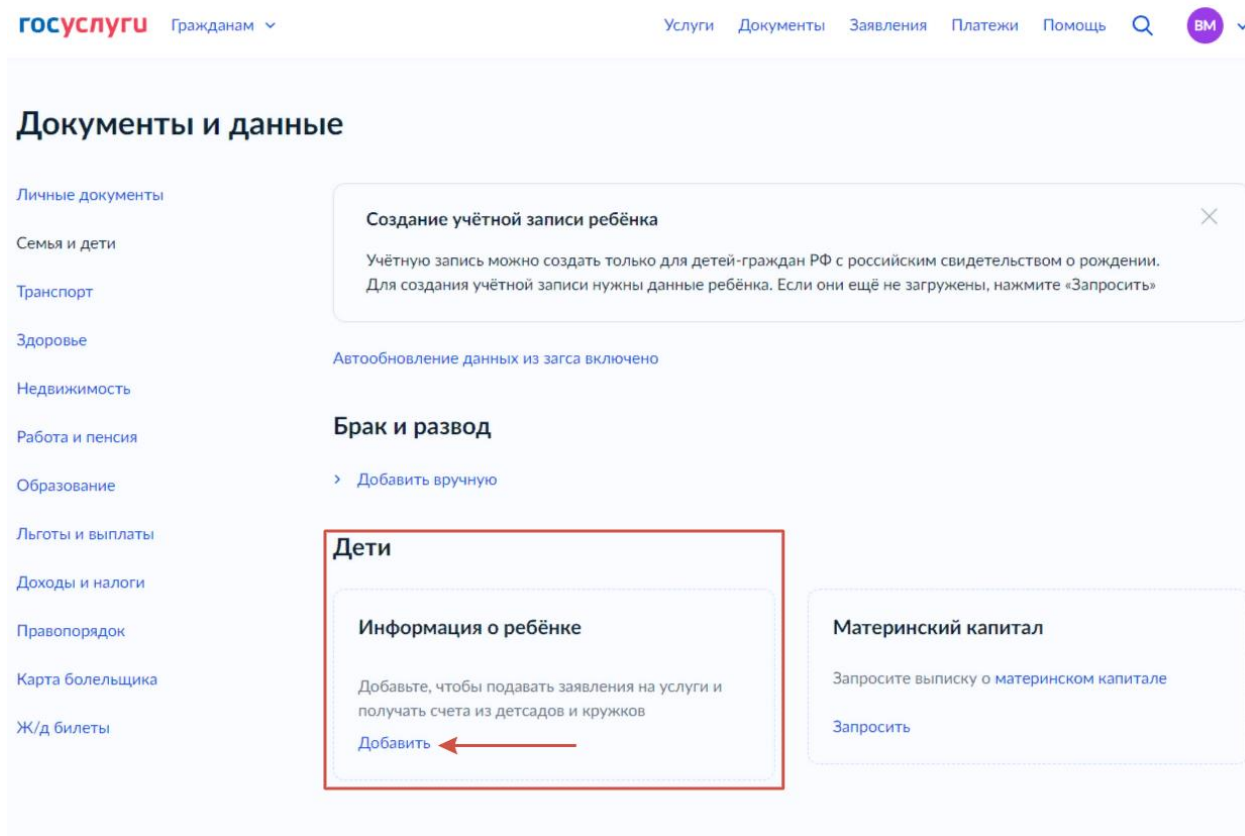 госуслуги Гражданам Услуги Документы Заявления Платежи Помощь ВМ
Документы и данные
Личные документы
Семья и дети
Транспорт
Здоровье
Недвижимость
Работа и пенсия
Образование
Льготы и выплаты
Доходы и налоги
Правопорядок
Карта болельщика
Ж/д билеты
Создание учётной записи ребёнка
Учётную запись можно создать только для детей-граждан РФ с российским свидетельством о рождении.
Для создания учётной записи нужны данные ребёнка. Если они ещё не загружены, нажмите «Запросить»
Автообновление данных из загса включено
Брак и развод
Добавить вручную
Дети
Информация о ребёнке
Добавьте, чтобы подавать заявления на услуги и
получать счета из детсадов и кружков
Добавить
Материнский капитал
Запросите выписку о материнском капитале
Запросить